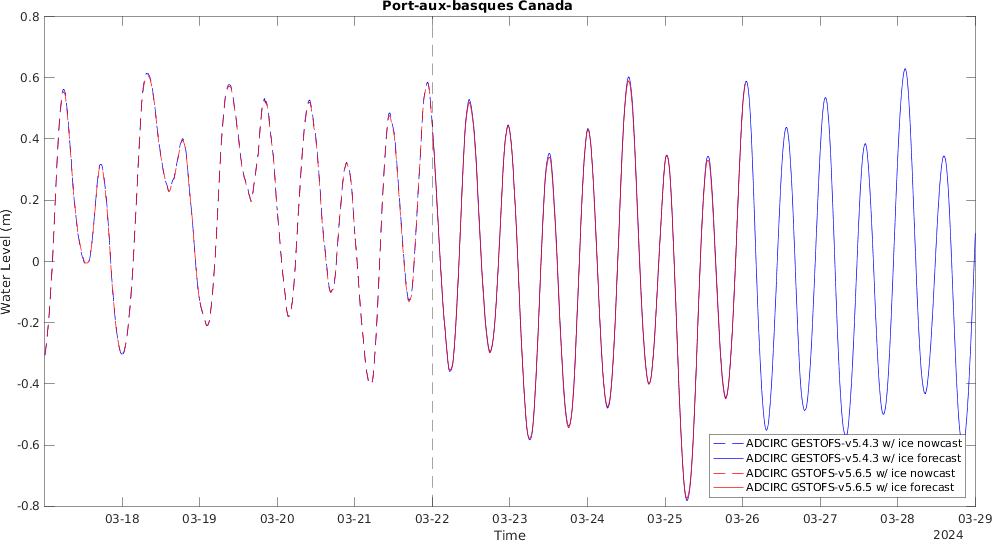 Port-aux-basques Canada
0.8
0.6
0.4
0.2
0
-0.2
-0.4
-0.6
-0.8
Water Level (m)
ADCIRC GESTOFS-v5.4.3 w/ ice nowcast
ADCIRC GESTOFS-v5.4.3 w/ ice forecast
ADCIRC GSTOFS-v5.6.5 w/ ice nowcast
ADCIRC GSTOFS-v5.6.5 w/ ice forecast
03-18 03-19 03-20 03-21 03-22 03-23 03-24 03-25 03-26 03-27 03-28 03-29
Time
2024